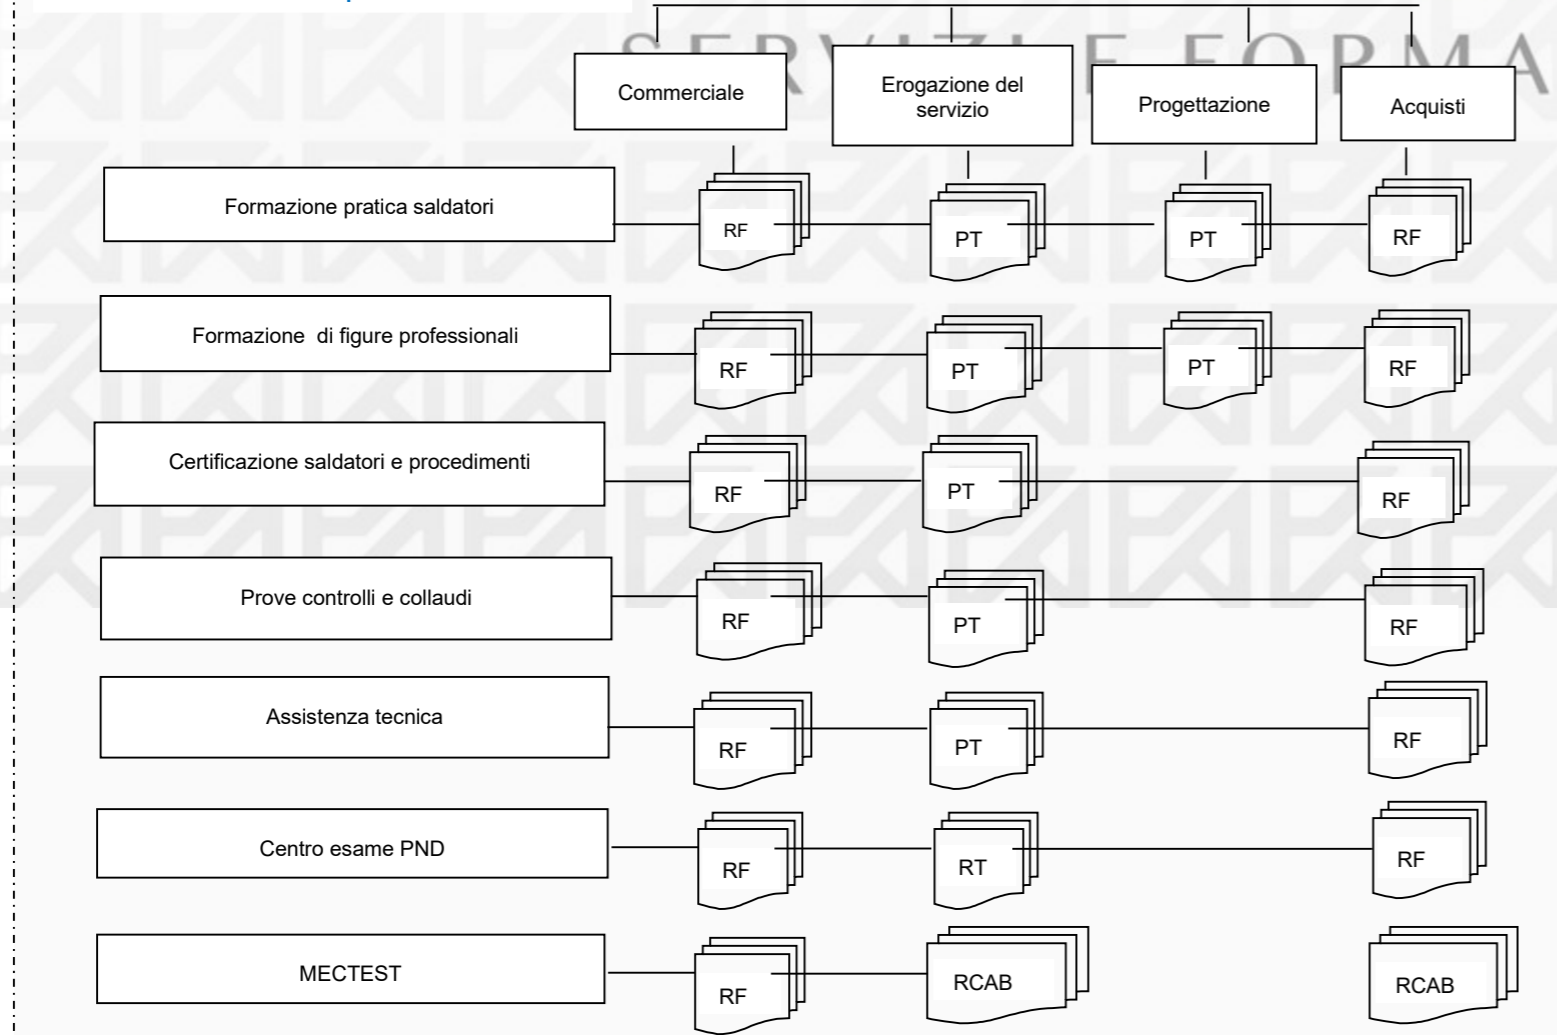 SERVIZI E FORMA
Commerciale
Erogazione del
servizio
Progettazione
Acquisti
Formazione pratica saldatori
RF
PT
PT
RF
Formazione di figure professionali
RF
PT
PT
RF
Certificazione saldatori e procedimenti
RF
PT
RF
Prove controlli e collaudi
RF
PT
RF
Assistenza tecnica
RF
PT
RF
Centro esame PND
RF
RT
RF
MECTEST
RF
RCAB
RCAB